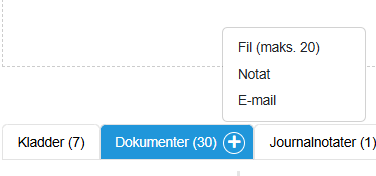 Fil (maks. 20)
Notat
E-mail
Kladder (7)
Dokumenter (30)
Journalnotater (1)